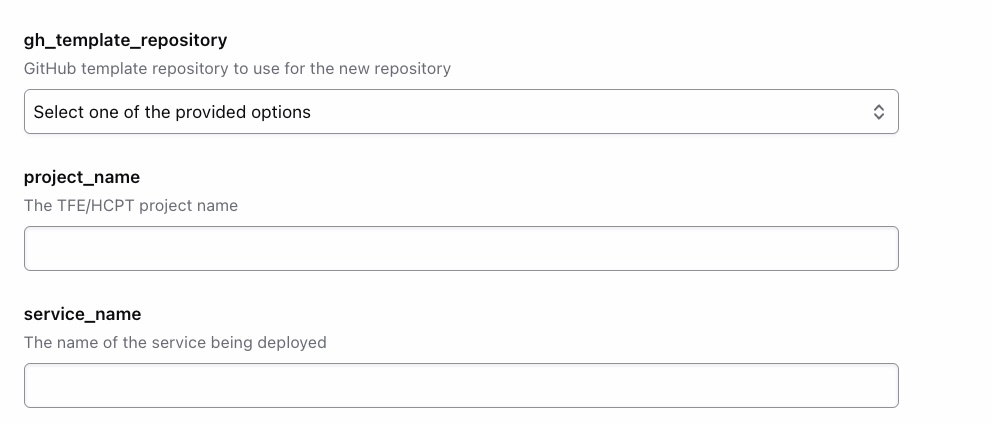 gh_template_repository
GitHub template repository to use for the new repository
Select one of the provided options
project_name
The TFE/HCPT project name
service_name
The name of the service being deployed